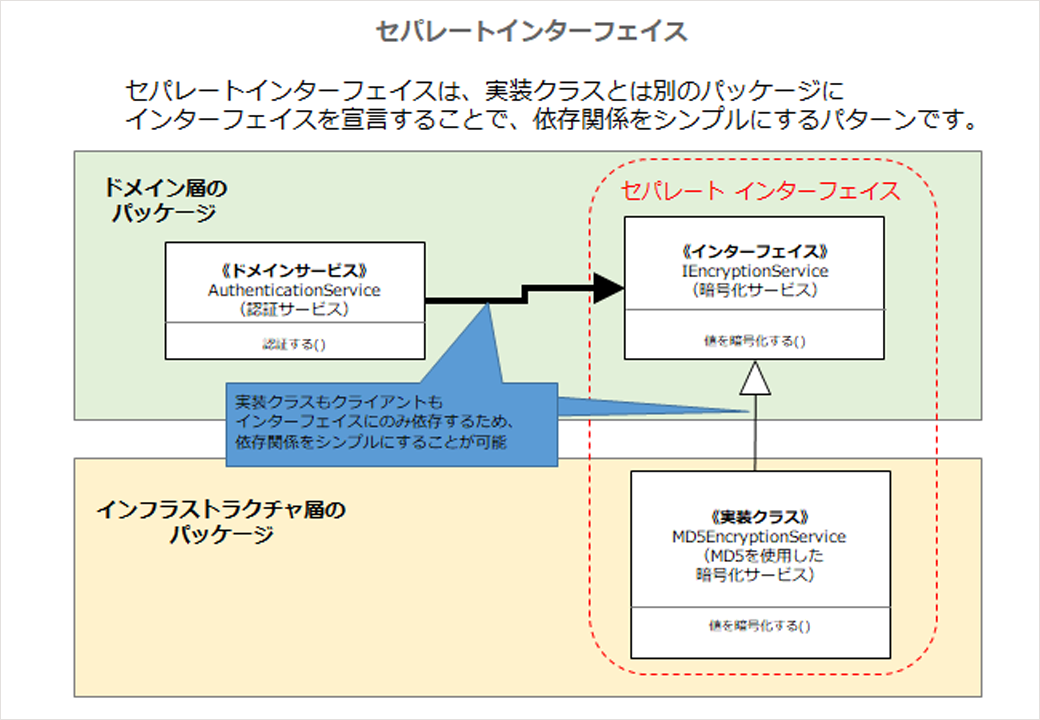 セパレートインターフェイス
セパレートインターフェイスは、実装クラスとは別のパッケージに
インターフェイスを宣言することで、依存関係をシンプルにするパターンです。
ドメイン層の
パッケージ
セパレート インターフェイス
《ドメインサービス》
AuthenticationService
（認証サービス）
認証する()
《インターフェイス》
IEncryptionService
（暗号化サービス）
値を暗号化する()
実装クラスもクライアントも
インターフェイスにのみ依存するため、
依存関係をシンプルにすることが可能
インフラストラクチャ層の
パッケージ
《実装クラス》
MD5EncryptionService
（MD5を使用した
暗号化サービス）
値を暗号化する()